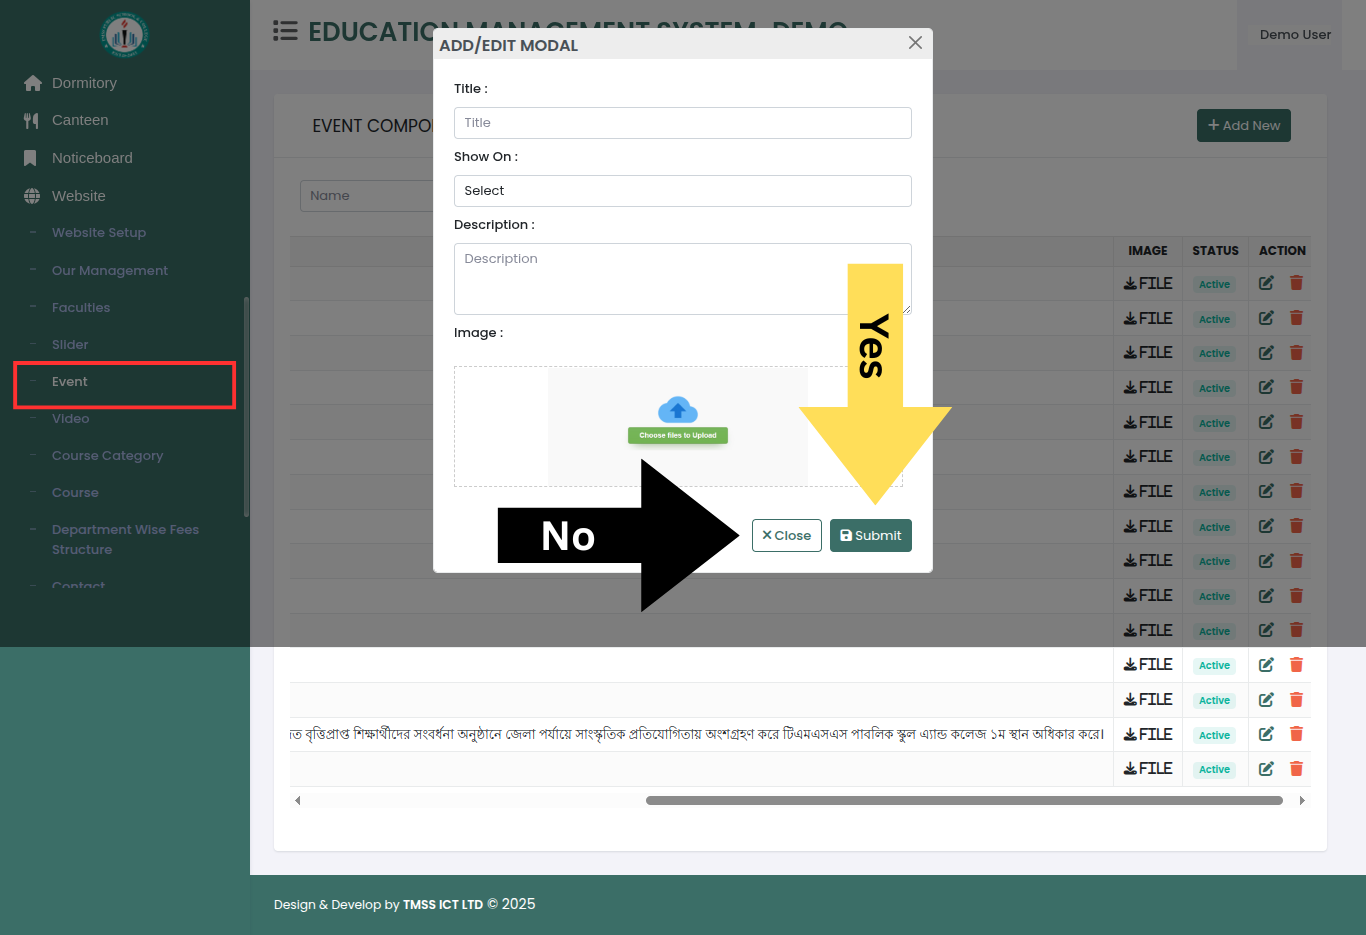 EDUCATION MANAGEMENT SYSTEM -DEMO
Demo User
Dormitory
Canteen
Noticeboard
Website
Website Setup
Our Management
Faculties
Slider
Event
Video
Course Category
Course
Department Wise Fees
Structure
Contact
EVENT COMPO
Add New
Name
IMAGE STATUS ACTION
ADD/EDIT MODAL
Title :
Title
Show On :
Select
Description :
Description
Image :
Choose files to Upload
Yes
No
Close
Submit
FILE Active
FILE Active
FILE Active
FILE Active
FILE Active
FILE Active
FILE Active
FILE Active
FILE Active
FILE Active
FILE Active
FILE Active
FILE Active
বৃত্তিপ্রাপ্ত শিক্ষার্থীদের সংবর্ধনা অনুষ্ঠানে জেলা পর্যায়ে সাংস্কৃতিক প্রতিযোগিতায় অংশগ্রহণ করে টিএমএসএস পাবলিক স্কুল এ্যান্ড কলেজ ১ম স্থান অধিকার করে। FILE Active
FILE Active
Design & Develop by TMSS ICT LTD © 2025